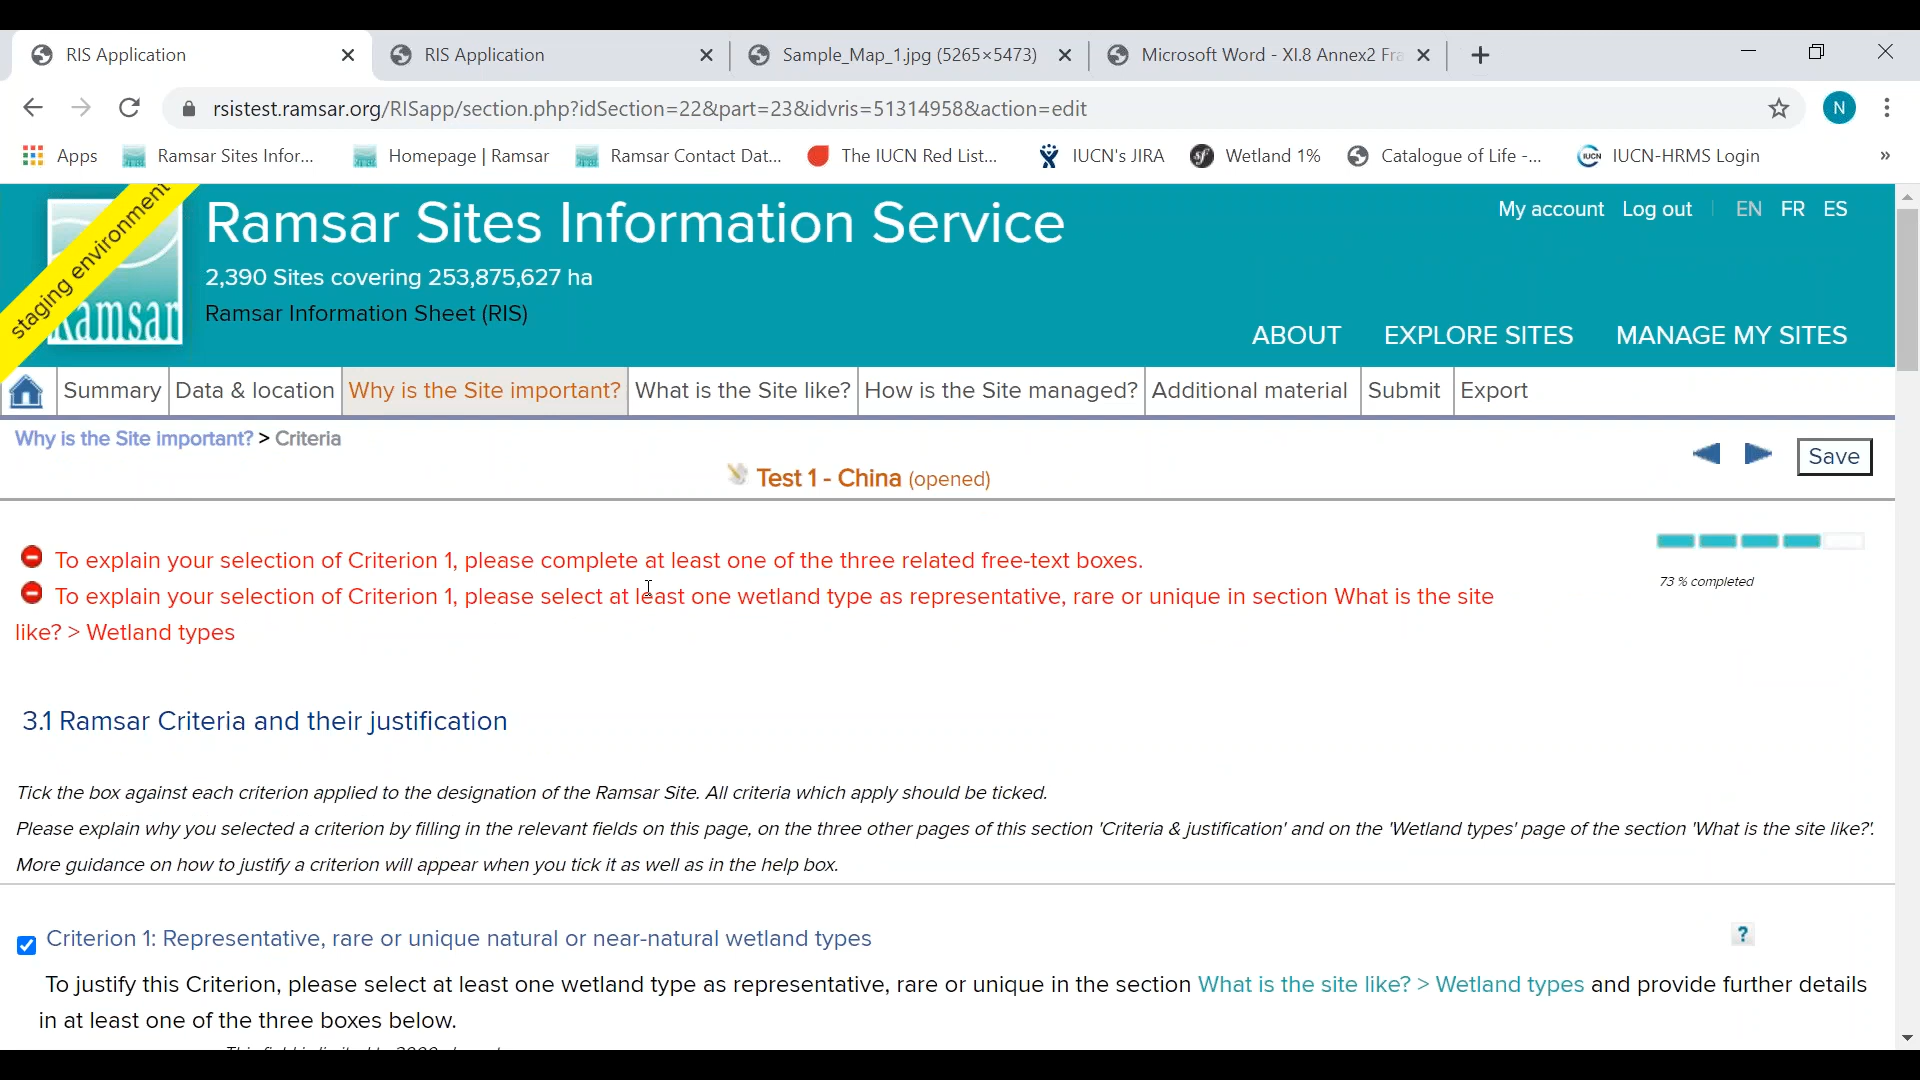 RIS Application
RIS Application
Sample_Map_1.jpg (5265×5473)
Microsoft Word - XI.8 Annex2 Fra
rsistest.ramsar.org/RISapp/section.php?idSection=22&part=23&idvris=51314958&action=edit
N
Apps
Ramsar Sites Infor...
Homepage | Ramsar
Ramsar Contact Dat...
The IUCN Red List...
IUCN's JIRA
Wetland 1%
Catalogue of Life -...
IUCN-HRMS Login
»
staging environment
Ramsar
Ramsar Sites Information Service
My account Log out | EN FR ES
2,390 Sites covering 253,875,627 ha
Ramsar Information Sheet (RIS)
ABOUT EXPLORE SITES MANAGE MY SITES
Summary Data & location Why is the Site important? What is the Site like? How is the Site managed? Additional material Submit Export
Why is the Site important? > Criteria
Save
Test 1 - China (opened)
To explain your selection of Criterion 1, please complete at least one of the three related free-text boxes.
To explain your selection of Criterion 1, please select at least one wetland type as representative, rare or unique in section What is the site
like? > Wetland types
73 % completed
3.1 Ramsar Criteria and their justification
Tick the box against each criterion applied to the designation of the Ramsar Site. All criteria which apply should be ticked.
Please explain why you selected a criterion by filling in the relevant fields on this page, on the three other pages of this section 'Criteria & justification' and on the 'Wetland types' page of the section 'What is the site like?'.
More guidance on how to justify a criterion will appear when you tick it as well as in the help box.
Criterion 1: Representative, rare or unique natural or near-natural wetland types
?
To justify this Criterion, please select at least one wetland type as representative, rare or unique in the section What is the site like? > Wetland types and provide further details
in at least one of the three boxes below.